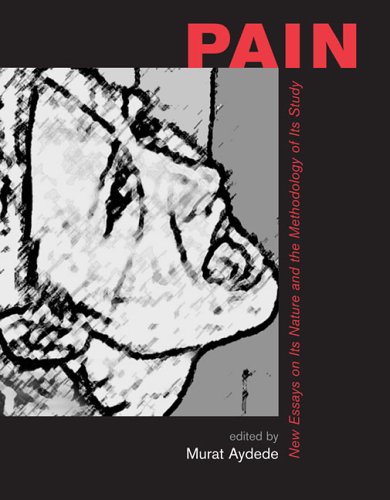 PAIN
New Essays on Its Nature and the Methodology of Its Study
edited by
Murat Aydede